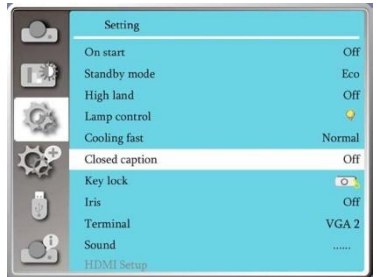 Setting
On start Off
Standby mode Eco
High land Off
Lamp control
Cooling fast Normal
Closed caption Off
Key lock
Iris Off
Terminal VGA 2
Sound ......
HDMI Setup